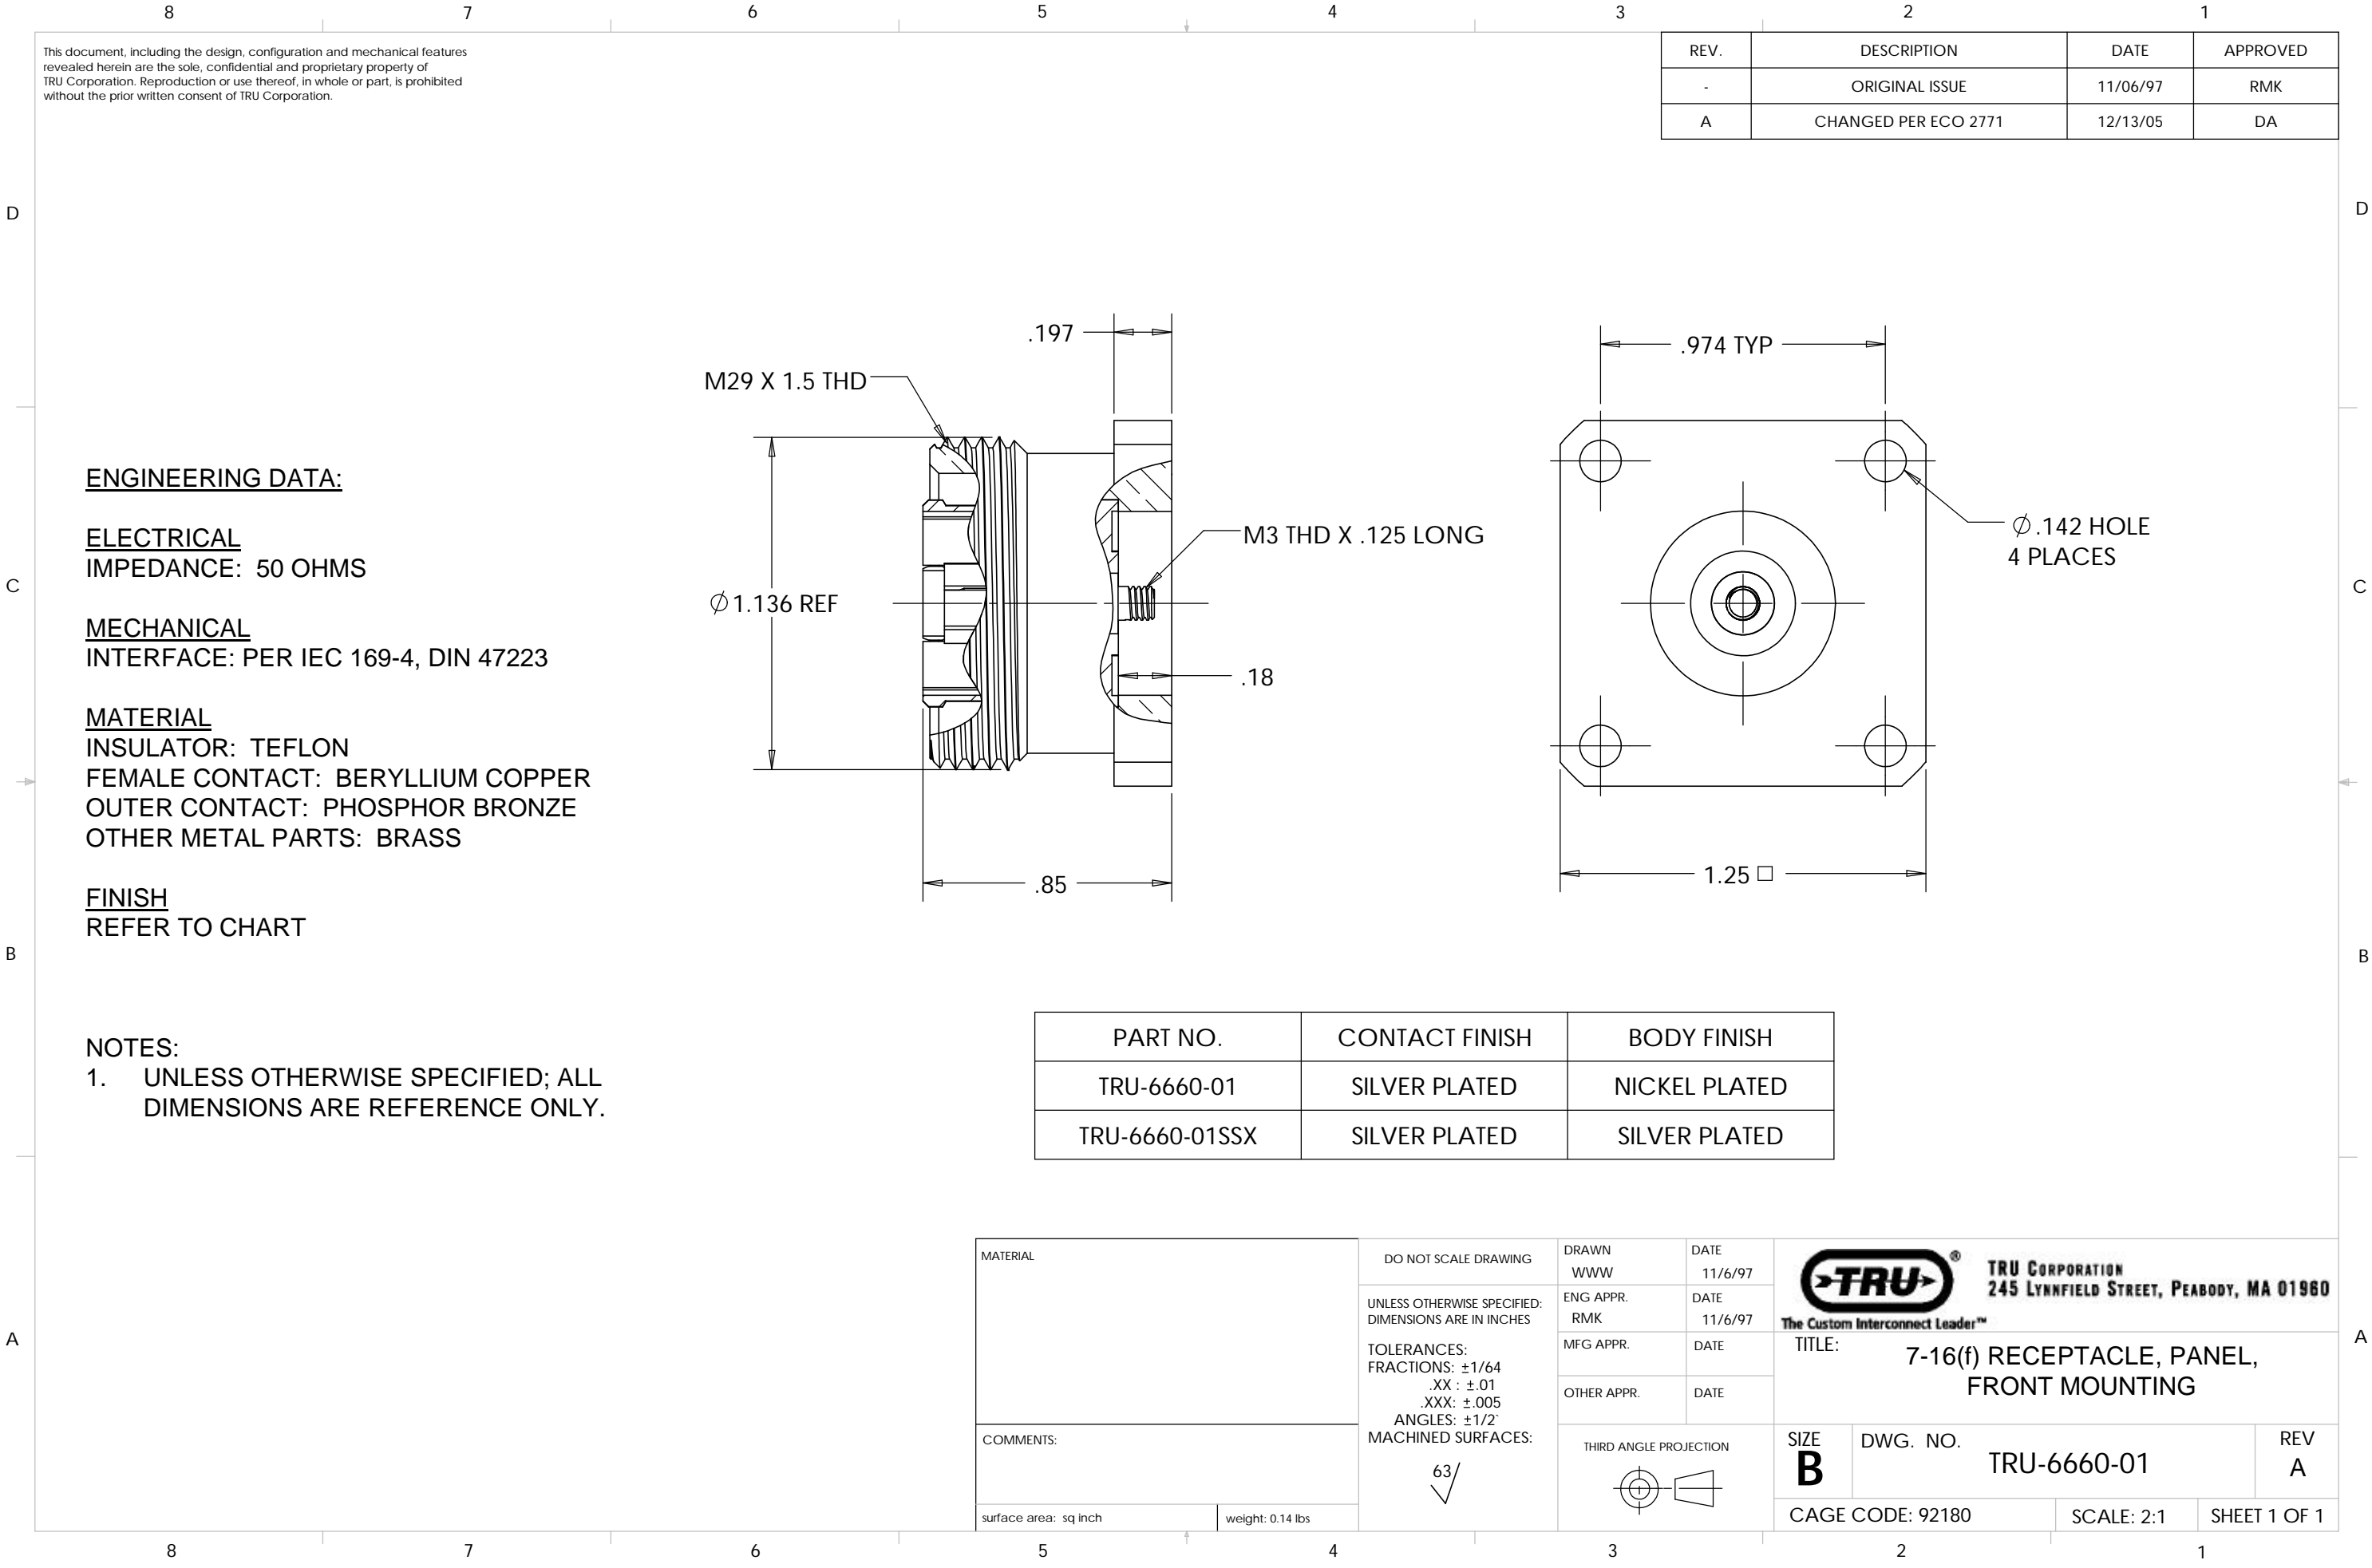 8 7 6 5 4 3 2 1
This document, including the design, configuration and mechanical features
revealed herein are the sole, confidential and proprietary property of
TRU Corporation. Reproduction or use thereof, in whole or part, is prohibited
without the prior written consent of TRU Corporation.
REV. DESCRIPTION DATE APPROVED
- ORIGINAL ISSUE 11/06/97 RMK
A CHANGED PER ECO 2771 12/13/05 DA
D D
.197
.974 TYP
M29 X 1.5 THD
ENGINEERING DATA:
ELECTRICAL
IMPEDANCE: 50 OHMS
MECHANICAL
INTERFACE: PER IEC 169-4, DIN 47223
MATERIAL
INSULATOR: TEFLON
FEMALE CONTACT: BERYLLIUM COPPER
OUTER CONTACT: PHOSPHOR BRONZE
OTHER METAL PARTS: BRASS
FINISH
REFER TO CHART
M3 THD X .125 LONG
∅.142 HOLE
4 PLACES
C C
∅1.136 REF
.18
.85
1.25 □
B B
NOTES:
1. UNLESS OTHERWISE SPECIFIED; ALL
DIMENSIONS ARE REFERENCE ONLY.
PART NO. CONTACT FINISH BODY FINISH
TRU-6660-01 SILVER PLATED NICKEL PLATED
TRU-6660-01SSX SILVER PLATED SILVER PLATED
A A
MATERIAL
COMMENTS:
surface area: sq inch weight: 0.14 lbs
DO NOT SCALE DRAWING
UNLESS OTHERWISE SPECIFIED:
DIMENSIONS ARE IN INCHES
TOLERANCES:
FRACTIONS: ±1/64
.XX : ±.01
.XXX: ±.005
ANGLES: ±1/2°
MACHINED SURFACES:
63
DRAWN DATE
WWW 11/6/97
ENG APPR. DATE
RMK 11/6/97
MFG APPR. DATE
OTHER APPR. DATE
THIRD ANGLE PROJECTION
TRU®
The Custom Interconnect Leader™
TRU CORPORATION
245 LYNNFIELD STREET, PEABODY, MA 01960
TITLE:
7-16(f) RECEPTACLE, PANEL,
FRONT MOUNTING
SIZE DWG. NO. REV
B TRU-6660-01 A
CAGE CODE: 92180 SCALE: 2:1 SHEET 1 OF 1
8 7 6 5 4 3 2 1